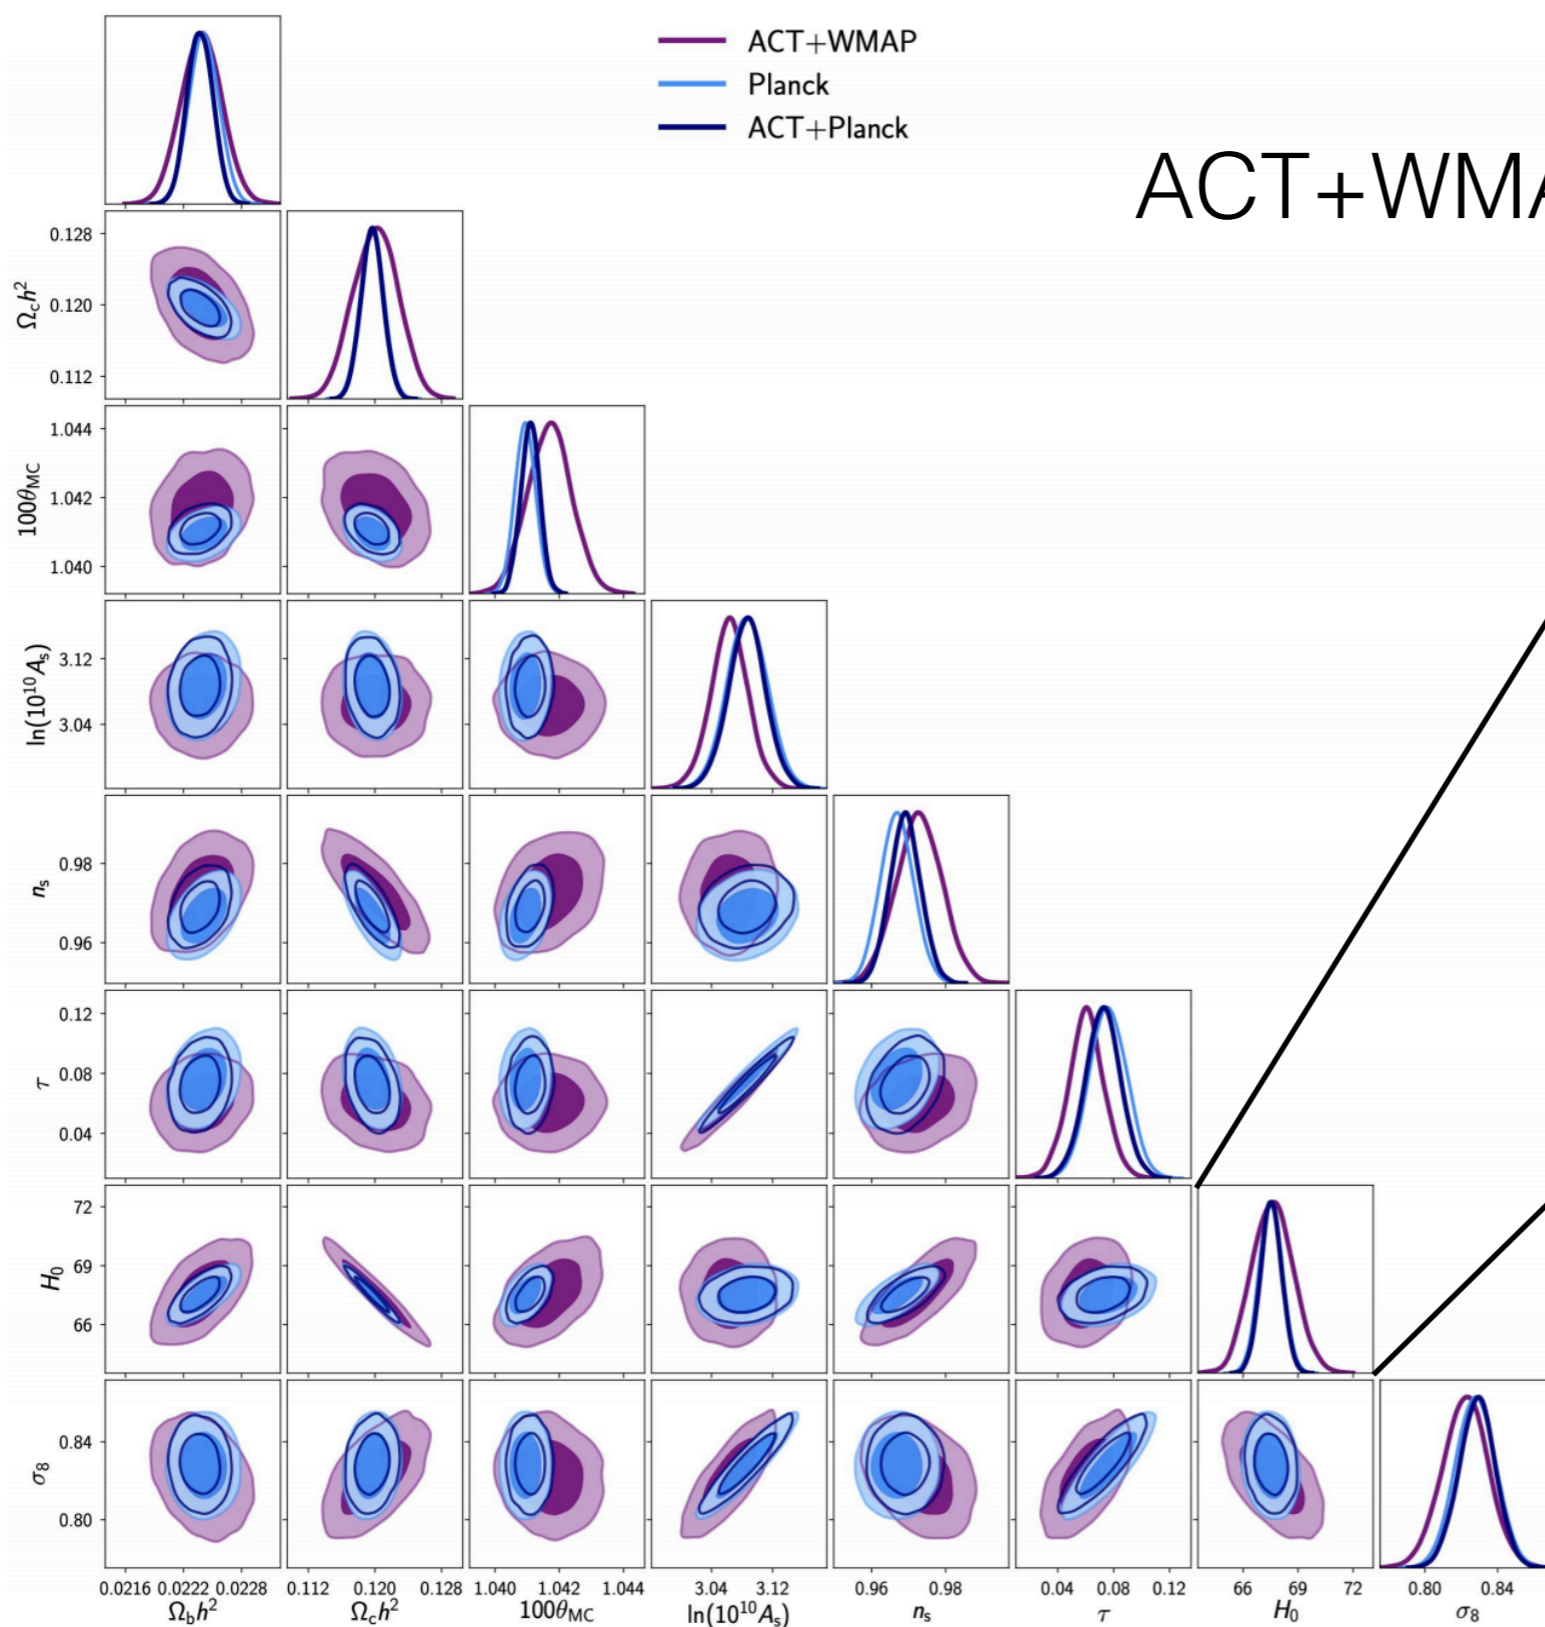 ACT+WMAP
Planck
ACT+Planck
ACT+WMA
0.128
0.120
0.112
Ωch²
1.044
1.042
1.040
100θMC
3.12
3.04
ln(10¹⁰As)
0.98
0.96
ns
0.12
0.08
0.04
τ
72
69
66
H₀
0.84
0.80
σ₈
0.0216 0.0222 0.0228 0.112 0.120 0.128 1.040 1.042 1.044 3.04 3.12 0.96 0.98 0.04 0.08 0.12 66 69 72 0.80 0.84
Ωbh² Ωch² 100θMC ln(10¹⁰As) ns τ H₀ σ₈